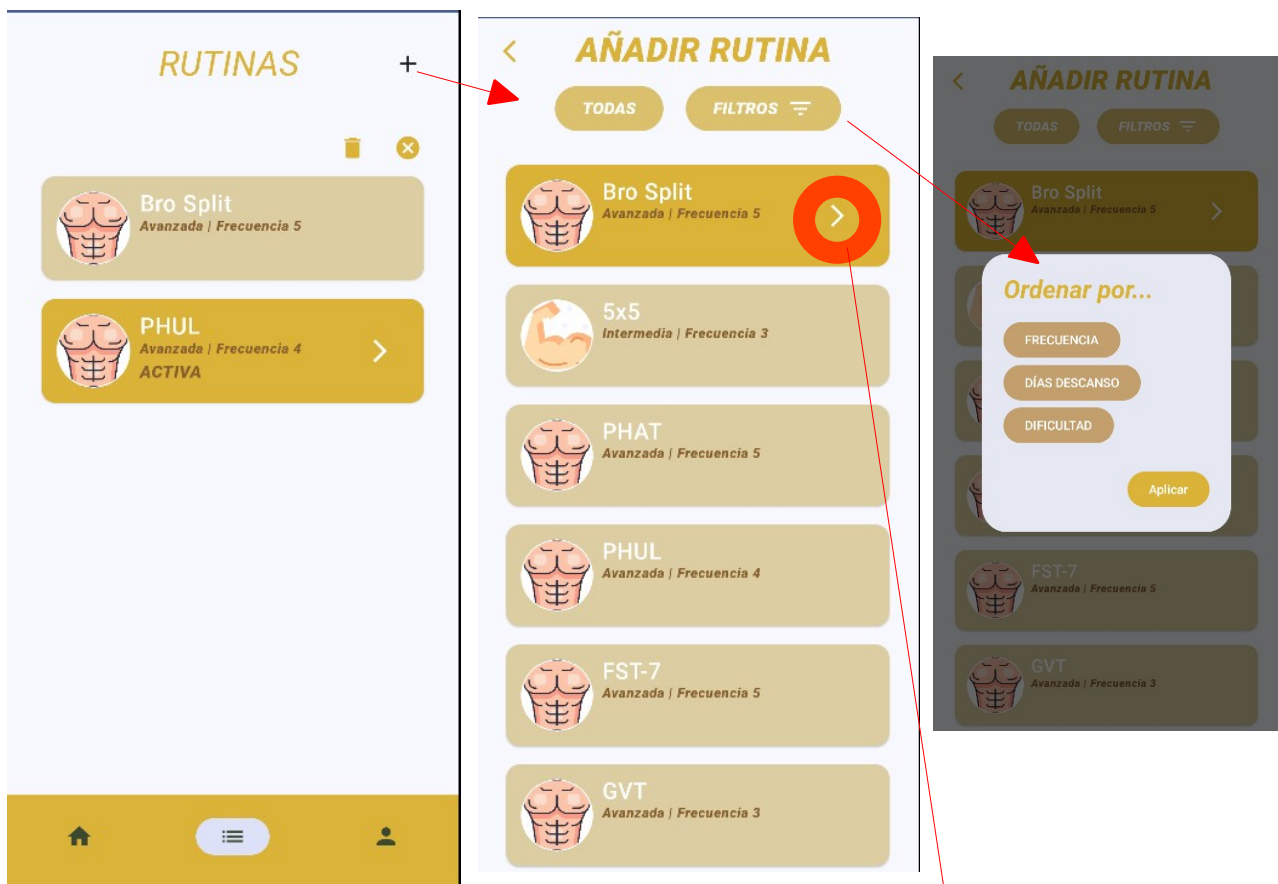 RUTINAS
Bro Split
Avanzada | Frecuencia 5
PHUL
Avanzada | Frecuencia 4
ACTIVA
AÑADIR RUTINA
TODAS
FILTROS
Bro Split
Avanzada | Frecuencia 5
5x5
Intermedia | Frecuencia 3
PHAT
Avanzada | Frecuencia 5
PHUL
Avanzada | Frecuencia 4
FST-7
Avanzada | Frecuencia 5
GVT
Avanzada | Frecuencia 3
AÑADIR RUTINA
TODAS
FILTROS
Bro Split
Avanzada | Frecuencia 5
Ordenar por...
FRECUENCIA
DÍAS DESCANSO
DIFICULTAD
Aplicar
FST-7
Avanzada | Frecuencia 5
GVT
Avanzada | Frecuencia 3